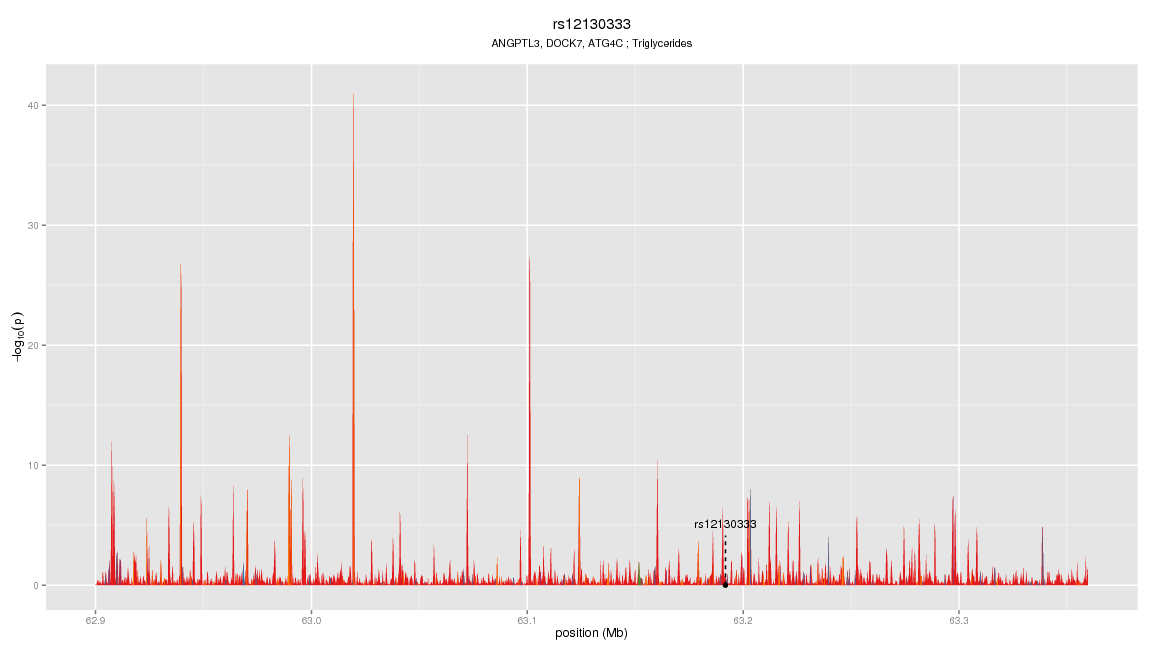 rs12130333
ANGPTL3, DOCK7, ATG4C ; Triglycerides
40
30
20
10
0
−log10(p)
rs12130333
62.9 63.0 63.1 63.2 63.3
position (Mb)